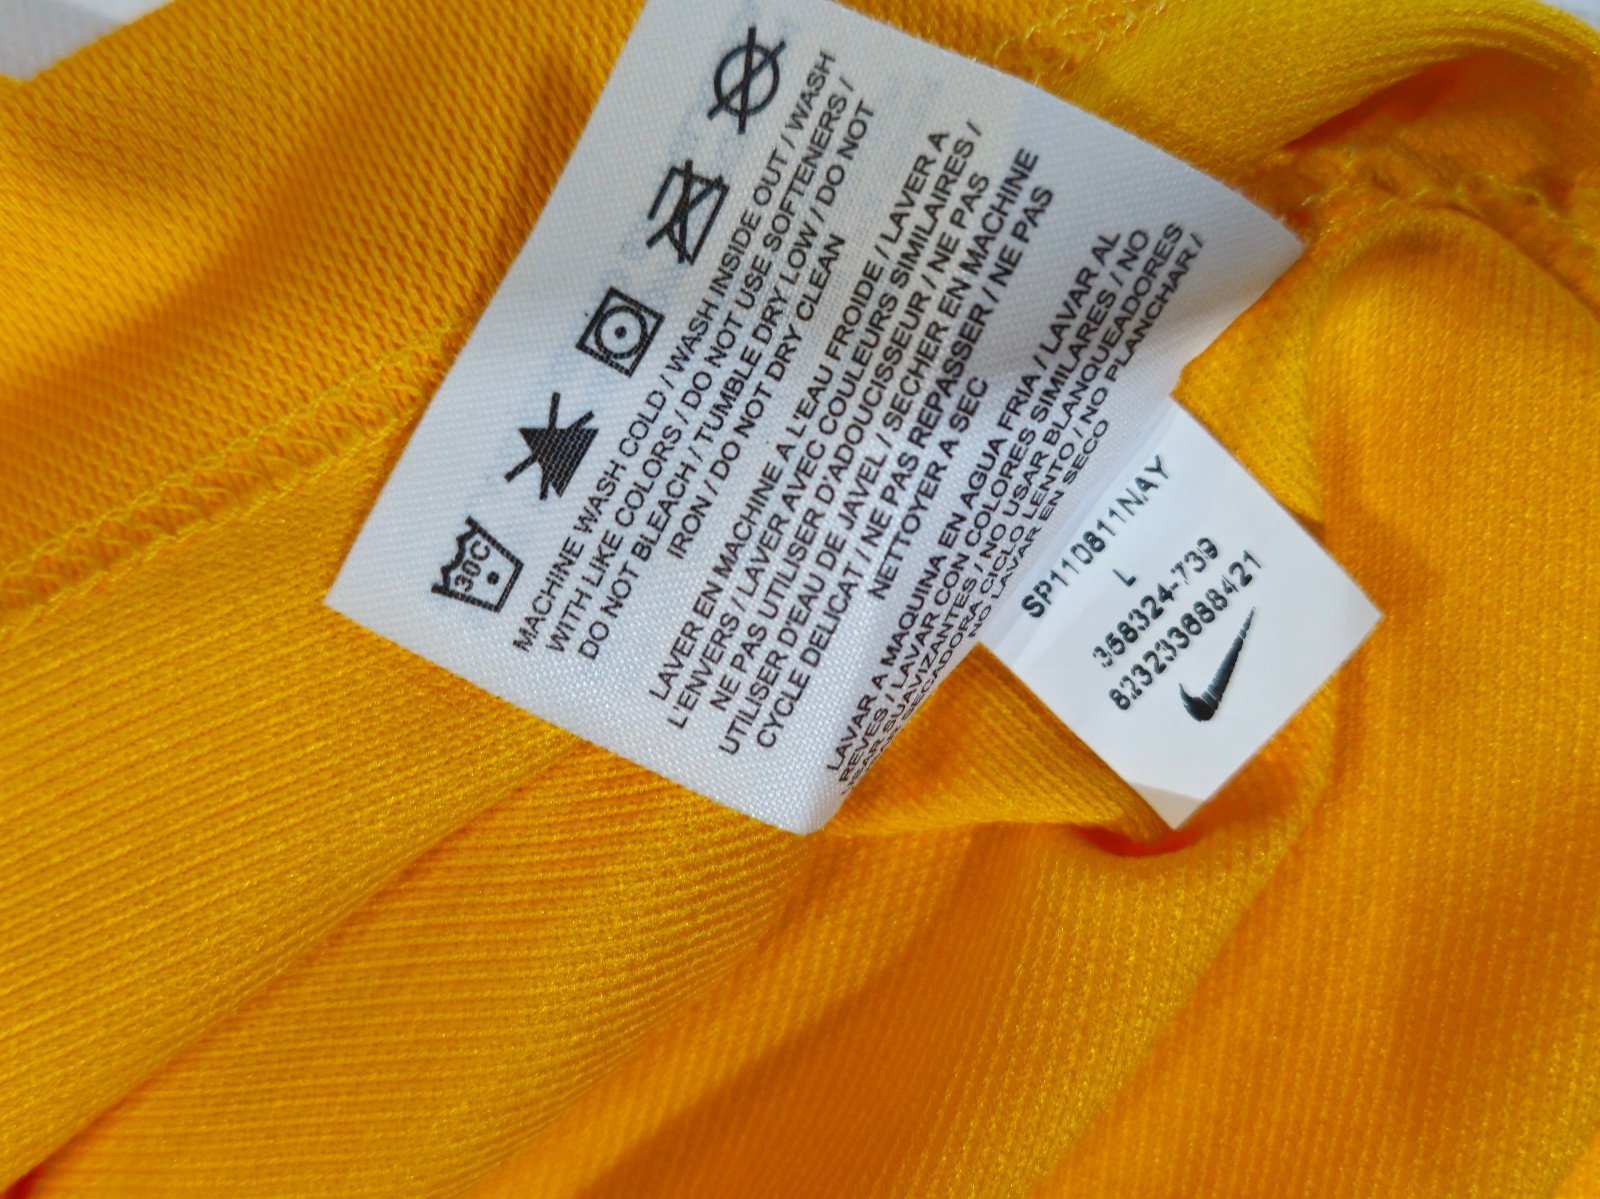 30C
MACHINE WASH COLD / WASH INSIDE OUT / WASH
WITH LIKE COLORS / DO NOT USE SOFTENERS /
DO NOT BLEACH / TUMBLE DRY LOW / DO NOT
IRON / DO NOT DRY CLEAN
LAVER EN MACHINE A L'EAU FROIDE / LAVER A
L'ENVERS / LAVER AVEC COULEURS SIMILAIRES /
NE PAS UTILISER D'ADOUCISSEUR / NE PAS
UTILISER D'EAU DE JAVEL / SECHER EN MACHINE
CYCLE DELICAT / NE PAS REPASSER / NE PAS
NETTOYER A SEC
LAVAR A MAQUINA EN AGUA FRIA / LAVAR AL
REVES / LAVAR CON COLORES SIMILARES / NO
USAR SUAVIZANTES / NO USAR BLANQUEADORES
SECADORA CICLO LENTO / NO PLANCHAR /
NO LAVAR EN SECO
SP110811NAY
L
358324-739
823233688421